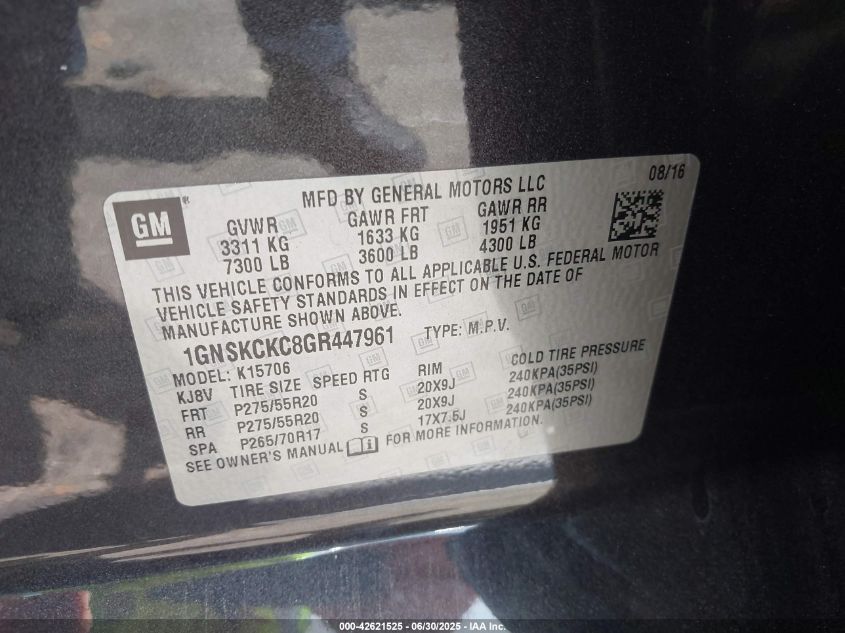 GM
®
MFD BY GENERAL MOTORS LLC
08/16
GVWR GAWR FRT GAWR RR
3311 KG 1633 KG 1951 KG
7300 LB 3600 LB 4300 LB
THIS VEHICLE CONFORMS TO ALL APPLICABLE U.S. FEDERAL MOTOR
VEHICLE SAFETY STANDARDS IN EFFECT ON THE DATE OF
MANUFACTURE SHOWN ABOVE.
1GNSKCKC8GR447961 TYPE: M.P.V.
MODEL: K15706
KJ8V TIRE SIZE SPEED RTG RIM COLD TIRE PRESSURE
FRT P275/55R20 S 20X9J 240KPA(35PSI)
RR P275/55R20 S 20X9J 240KPA(35PSI)
SPA P265/70R17 S 17X7.5J 240KPA(35PSI)
SEE OWNER'S MANUAL i FOR MORE INFORMATION.
000-42621525 - 06/30/2025 - IAA Inc.